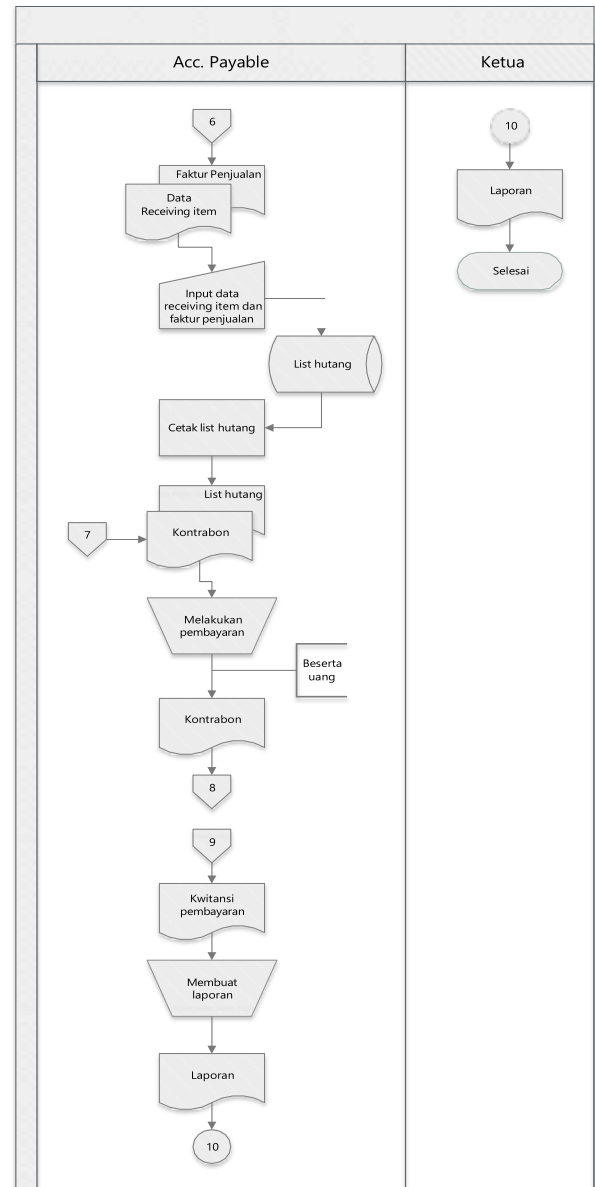 Acc. Payable
Ketua
6
Faktur Penjualan
Data
Receiving item
Input data
receiving item dan
faktur penjualan
List hutang
Cetak list hutang
List hutang
7
Kontrabon
Melakukan
pembayaran
Beserta
uang
Kontrabon
8
9
Kwitansi
pembayaran
Membuat
laporan
Laporan
10
10
Laporan
Selesai